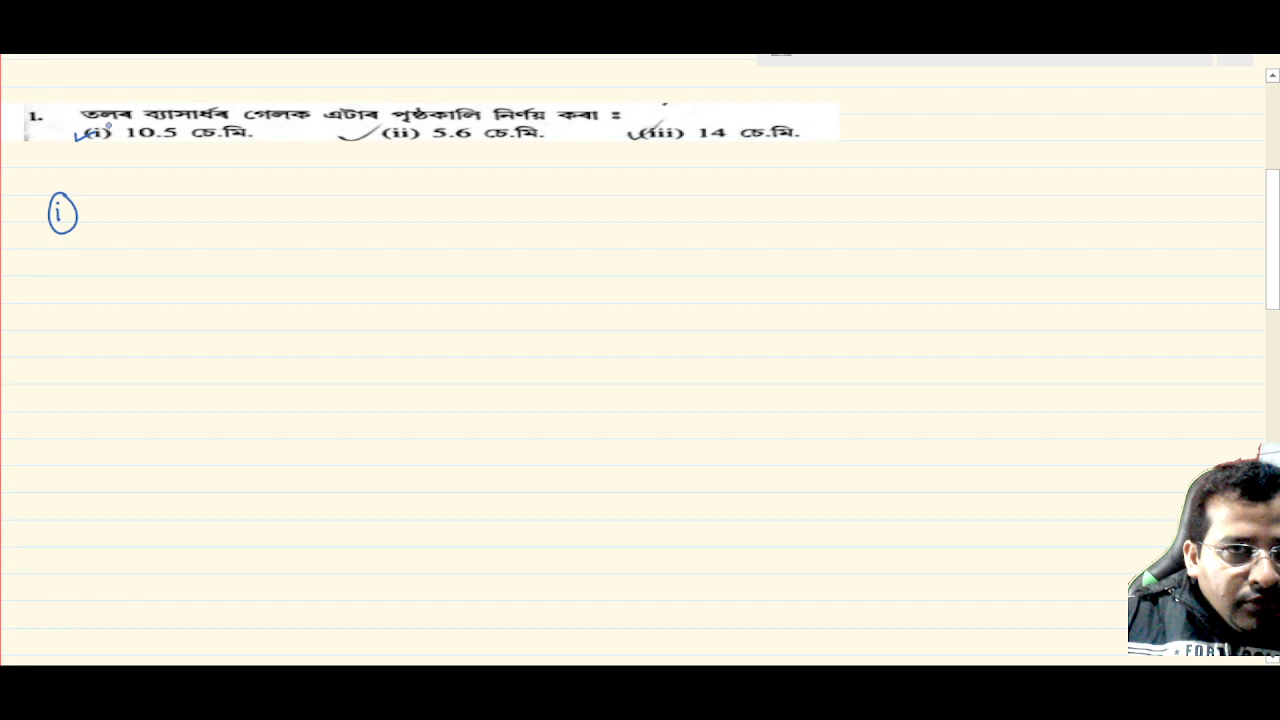 1. তলৰ ব্যাসাৰ্ধৰ গোলক এটাৰ পৃষ্ঠকালি নিৰ্ণয় কৰা ঃ
(i) 10.5 চে.মি. (ii) 5.6 চে.মি. (iii) 14 চে.মি.
i